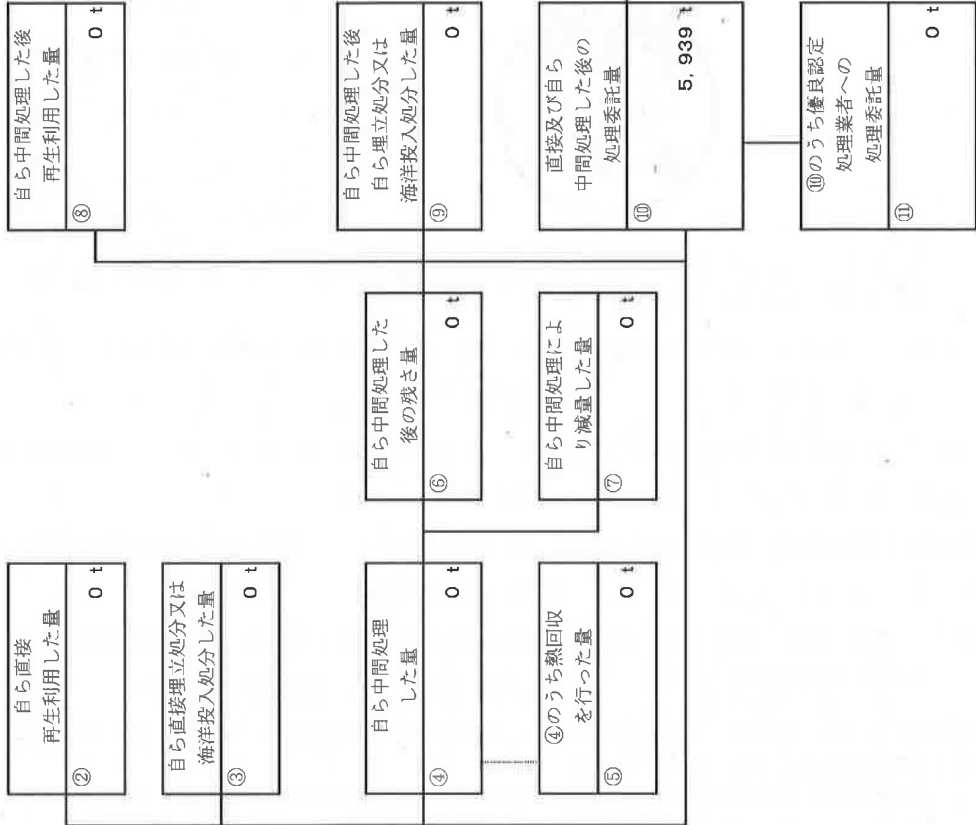 自ら直接
再生利用した量
②
0 t
自ら直接埋立処分又は
海洋投入処分した量
③
0 t
自ら中間処理
した量
④
0 t
④のうち熱回収
を行った量
⑤
0 t
自ら中間処理した
後の残さ量
⑥
0 t
自ら中間処理によ
り減量した量
⑦
0 t
自ら中間処理した後
再生利用した量
⑧
0 t
自ら中間処理した後
自ら埋立処分又は
海洋投入処分した量
⑨
0 t
直接及び自ら
中間処理した後の
処理委託量
⑩
5,939 t
⑩のうち優良認定
処理業者への
処理委託量
⑪
0 t